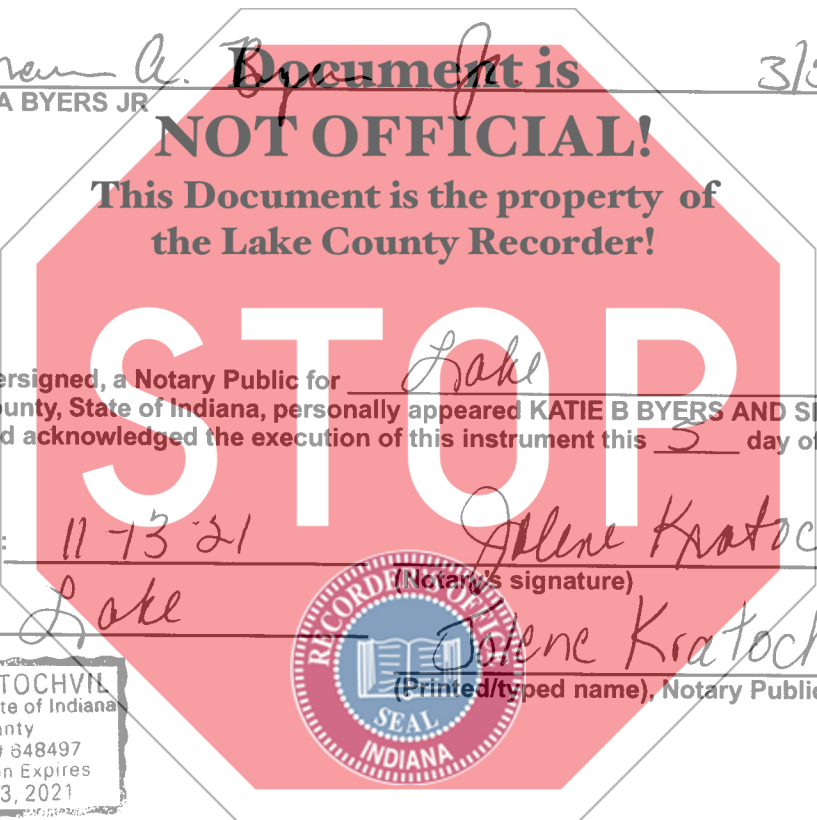 A. Document is Jr 3/
A BYERS JR
NOT OFFICIAL!
This Document is the property of
the Lake County Recorder!
STOP
ersigned, a Notary Public for Lake
ounty, State of Indiana, personally appeared KATIE B BYERS AND S
d acknowledged the execution of this instrument this 3 day of
: 11-13-21 Jolene Kratoc
(Notary's signature)
Lake Jolene Kratoch
(Printed/typed name), Notary Public
TOCHVIL
te of Indiana
nty
# 648497
n Expires
3, 2021
RECORDER'S OFFICE
SEAL
INDIANA